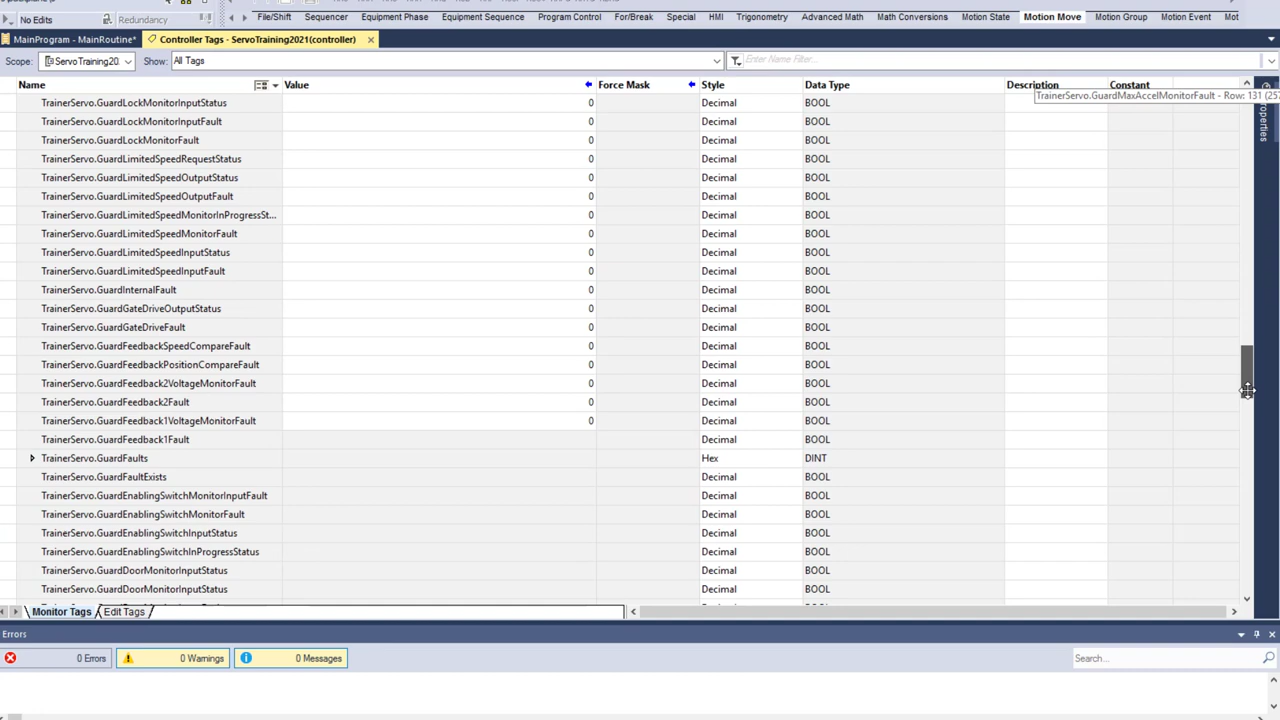 No Edits
Redundancy
File/Shift Sequencer Equipment Phase Equipment Sequence Program Control For/Break Special HMI Trigonometry Advanced Math Math Conversions Motion State Motion Move Motion Group Motion Event Mot
MainProgram - MainRoutine* Controller Tags - ServoTraining2021(controller)
Scope: ServoTraining20. Show: All Tags Enter Name Filter...
Name Value Force Mask Style Data Type Description Constant
TrainerServo.GuardMaxAccelMonitorFault - Row: 131 (257
Properties
TrainerServo.GuardLockMonitorInputStatus 0 Decimal BOOL
TrainerServo.GuardLockMonitorInputFault 0 Decimal BOOL
TrainerServo.GuardLockMonitorFault 0 Decimal BOOL
TrainerServo.GuardLimitedSpeedRequestStatus 0 Decimal BOOL
TrainerServo.GuardLimitedSpeedOutputStatus 0 Decimal BOOL
TrainerServo.GuardLimitedSpeedOutputFault 0 Decimal BOOL
TrainerServo.GuardLimitedSpeedMonitorInProgressSt... 0 Decimal BOOL
TrainerServo.GuardLimitedSpeedMonitorFault 0 Decimal BOOL
TrainerServo.GuardLimitedSpeedInputStatus 0 Decimal BOOL
TrainerServo.GuardLimitedSpeedInputFault 0 Decimal BOOL
TrainerServo.GuardInternalFault 0 Decimal BOOL
TrainerServo.GuardGateDriveOutputStatus 0 Decimal BOOL
TrainerServo.GuardGateDriveFault 0 Decimal BOOL
TrainerServo.GuardFeedbackSpeedCompareFault 0 Decimal BOOL
TrainerServo.GuardFeedbackPositionCompareFault 0 Decimal BOOL
TrainerServo.GuardFeedback2VoltageMonitorFault 0 Decimal BOOL
TrainerServo.GuardFeedback2Fault 0 Decimal BOOL
TrainerServo.GuardFeedback1VoltageMonitorFault 0 Decimal BOOL
TrainerServo.GuardFeedback1Fault Decimal BOOL
TrainerServo.GuardFaults Hex DINT
TrainerServo.GuardFaultExists Decimal BOOL
TrainerServo.GuardEnablingSwitchMonitorInputFault Decimal BOOL
TrainerServo.GuardEnablingSwitchMonitorFault Decimal BOOL
TrainerServo.GuardEnablingSwitchInputStatus Decimal BOOL
TrainerServo.GuardEnablingSwitchInProgressStatus Decimal BOOL
TrainerServo.GuardDoorMonitorInputStatus Decimal BOOL
TrainerServo.GuardDoorMonitorInputStatus Decimal BOOL
Monitor Tags Edit Tags
Errors
0 Errors 0 Warnings 0 Messages Search...